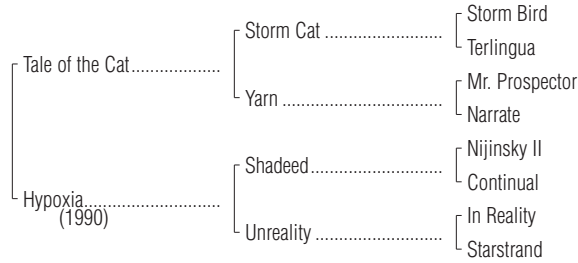 Storm Bird
Storm Cat ............................
Terlingua
Tale of the Cat.....................
Mr. Prospector
Yarn .....................................
Narrate
Nijinsky II
Shadeed...............................
Continual
Hypoxia................................
(1990)
In Reality
Unreality ..............................
Starstrand